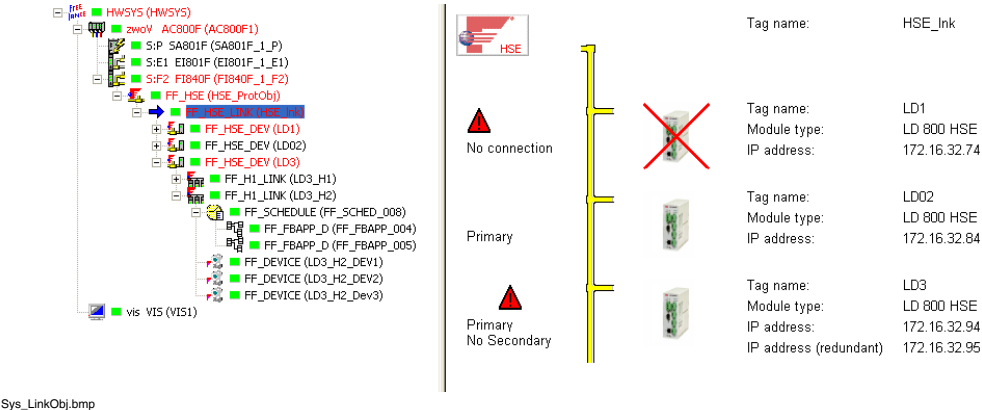 FREE
LANCE
HWSYS (HWSYS)
zwoV AC800F (AC800F1)
S:P SA801F (SA801F_1_P)
S:E1 EI801F (EI801F_1_E1)
S:F2 FI840F (FI840F_1_F2)
FF_HSE (HSE_ProtObj)
FF_HSE_LINK (HSE_lnk)
FF_HSE_DEV (LD1)
FF_HSE_DEV (LD02)
FF_HSE_DEV (LD3)
FF_H1_LINK (LD3_H1)
FF_H1_LINK (LD3_H2)
FF_SCHEDULE (FF_SCHED_008)
FF_FBAPP_D (FF_FBAPP_004)
FF_FBAPP_D (FF_FBAPP_005)
FF_DEVICE (LD3_H2_DEV1)
FF_DEVICE (LD3_H2_DEV2)
FF_DEVICE (LD3_H2_Dev3)
vis VIS (VIS1)
HSE
Tag name: HSE_lnk
No connection
Tag name: LD1
Module type: LD 800 HSE
IP address: 172.16.32.74
Primary
Tag name: LD02
Module type: LD 800 HSE
IP address: 172.16.32.84
Primary
No Secondary
Tag name: LD3
Module type: LD 800 HSE
IP address: 172.16.32.94
IP address (redundant) 172.16.32.95
Sys_LinkObj.bmp